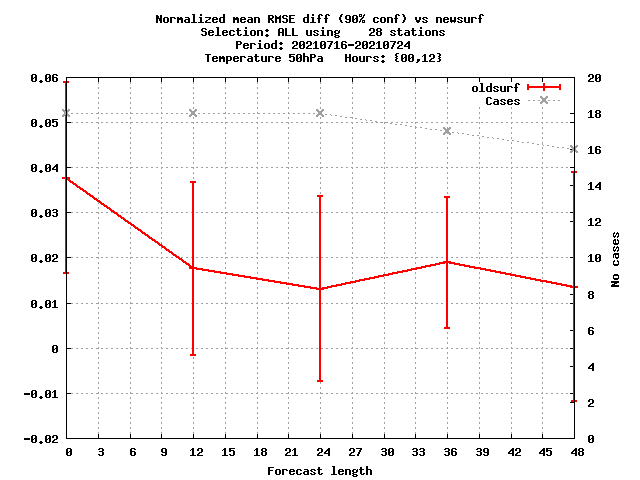 Normalized mean RMSE diff (90% conf) vs newsurf
Selection: ALL using    28 stations
Period: 20210716-20210724
Temperature 50hPa   Hours: {00,12}
oldsurf
Cases
0.06
0.05
0.04
0.03
0.02
0.01
0
-0.01
-0.02
20
18
16
14
12
10
8
6
4
2
0
No cases
0 3 6 9 12 15 18 21 24 27 30 33 36 39 42 45 48
Forecast length